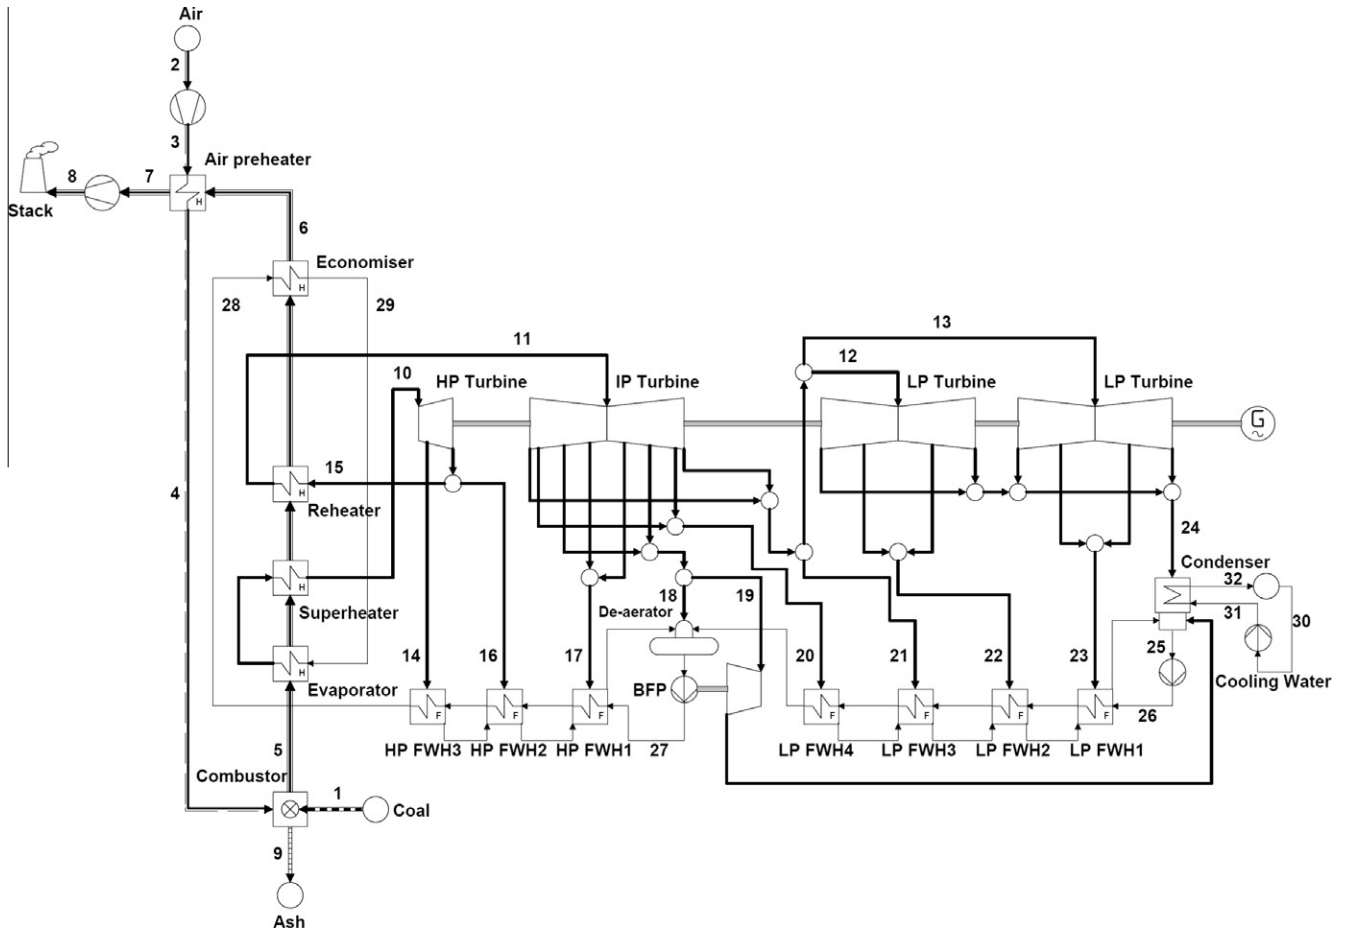 Air
2
3
Air preheater
8
7
H
Stack
6
Economiser
H
28
29
13
11
12
10
HP Turbine
IP Turbine
LP Turbine
LP Turbine
G
~
15
H
4
Reheater
24
Condenser
H
32
Superheater
18
19
31
30
De-aerator
14
16
17
20
21
22
23
25
H
Evaporator
BFP
Cooling Water
F
F
F
F
F
F
F
26
5
HP FWH3
HP FWH2
HP FWH1
27
LP FWH4
LP FWH3
LP FWH2
LP FWH1
Combustor
1
Coal
9
Ash